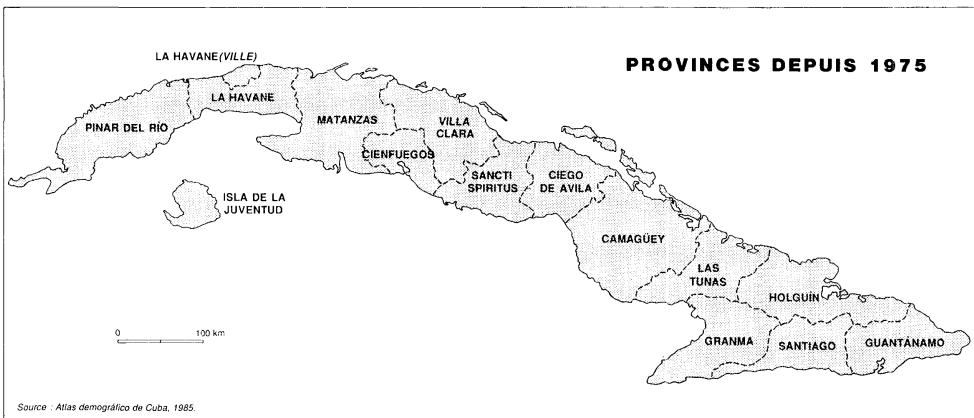 PROVINCES DEPUIS 1975
LA HAVANE (VILLE)
LA HAVANE
PINAR DEL RÍO
MATANZAS
VILLA
CLARA
CIENFUEGOS
SANCTI
SPIRITUS
CIEGO
DE AVILA
ISLA DE LA
JUVENTUD
CAMAGÜEY
LAS
TUNAS
HOLGUÍN
GRANMA
SANTIAGO
GUANTÁNAMO
0 100 km
Source : Atlas demográfico de Cuba, 1985.